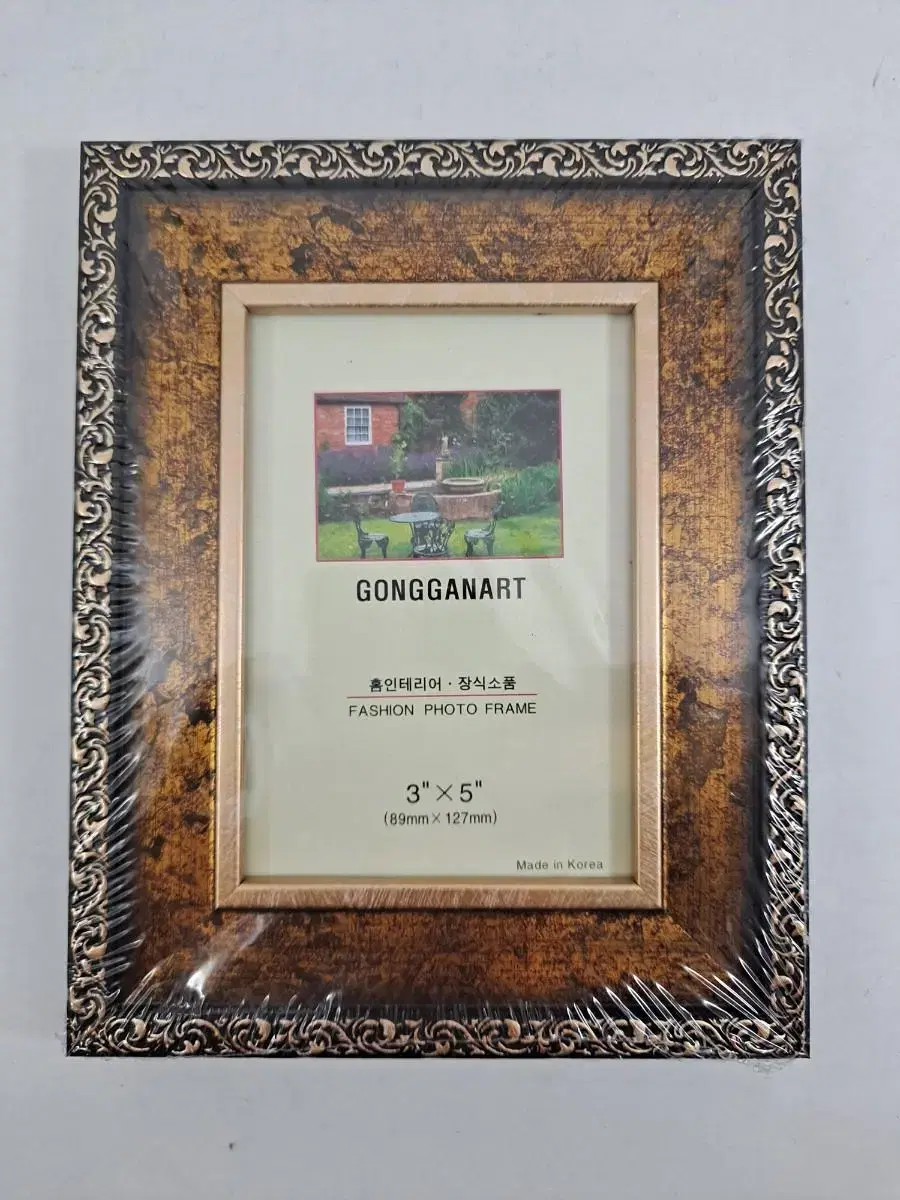 GONGGANART
홈인테리어 · 장식소품
FASHION PHOTO FRAME
3"×5"
(89mm×127mm)
Made in Korea